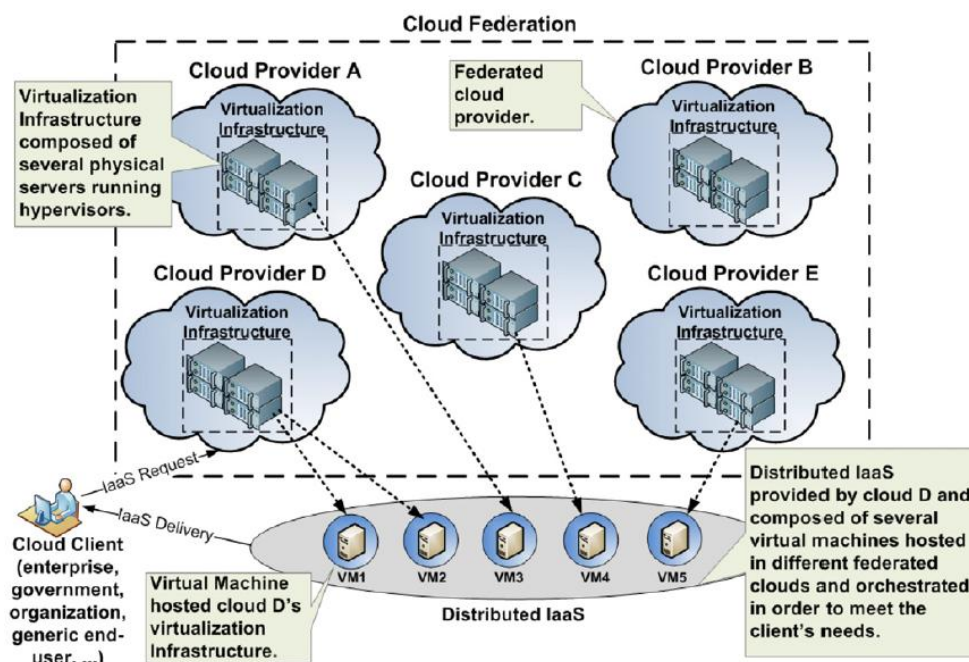 Cloud Federation
Cloud Provider A
Virtualization
Infrastructure
Virtualization
Infrastructure
composed of
several physical
servers running
hypervisors.
Federated
cloud
provider.
Cloud Provider B
Virtualization
Infrastructure
Cloud Provider C
Virtualization
Infrastructure
Cloud Provider D
Virtualization
Infrastructure
Cloud Provider E
Virtualization
Infrastructure
IaaS Request
IaaS Delivery
Cloud Client
(enterprise,
government,
organization,
generic end-
user, ...)
VM1
VM2
VM3
VM4
VM5
Distributed IaaS
Virtual Machine
hosted cloud D's
virtualization
Infrastructure.
Distributed IaaS
provided by cloud D and
composed of several
virtual machines hosted
in different federated
clouds and orchestrated
in order to meet the
client's needs.